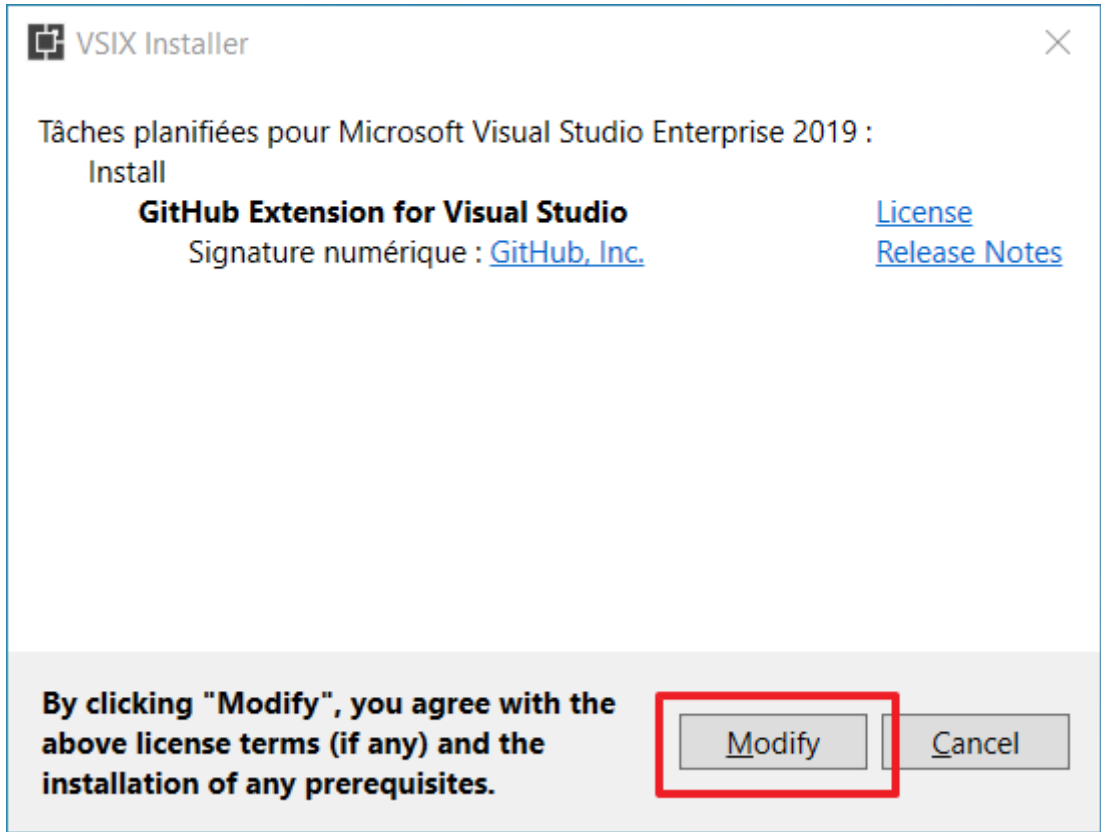 VSIX Installer
Tâches planifiées pour Microsoft Visual Studio Enterprise 2019 :
Install
GitHub Extension for Visual Studio License
Signature numérique : GitHub, Inc. Release Notes
By clicking "Modify", you agree with the
above license terms (if any) and the
installation of any prerequisites.
Modify Cancel